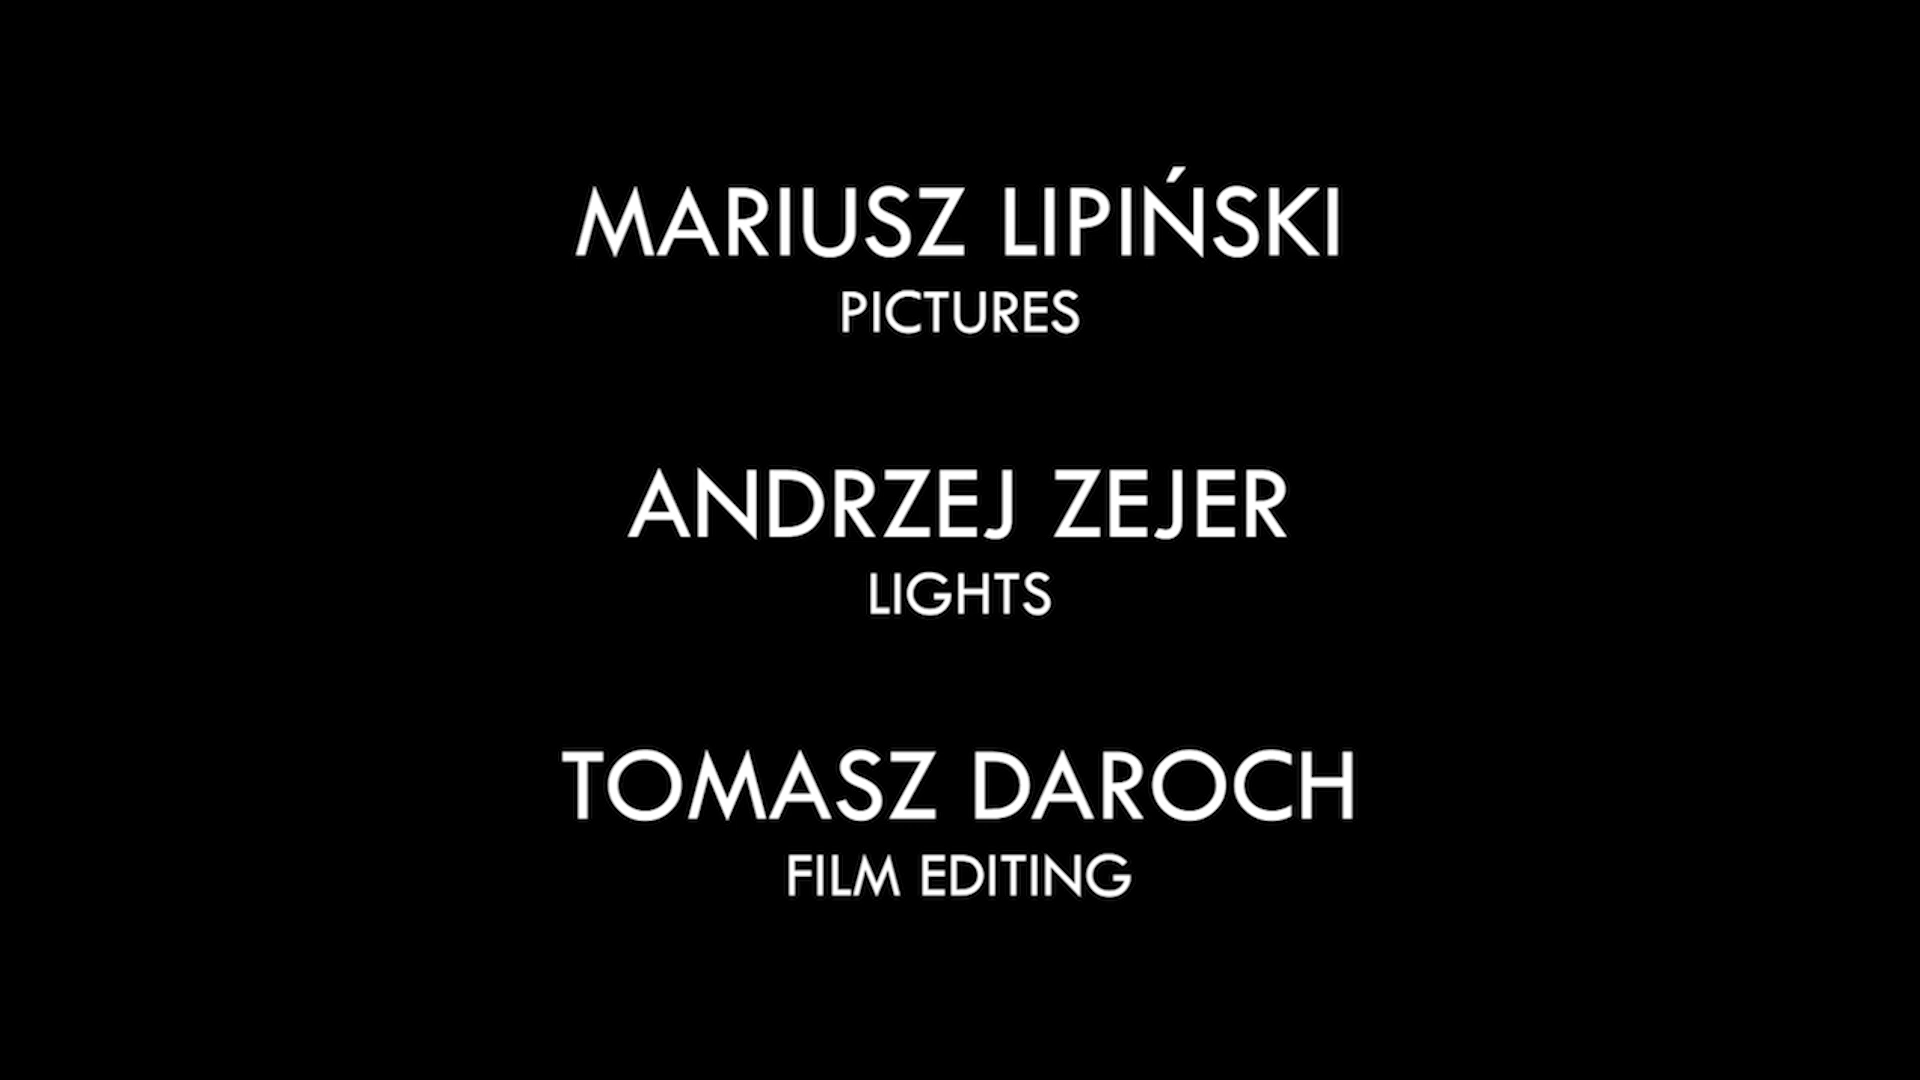 MARIUSZ LIPIŃSKI
PICTURES
ANDRZEJ ZEJER
LIGHTS
TOMASZ DAROCH
FILM EDITING